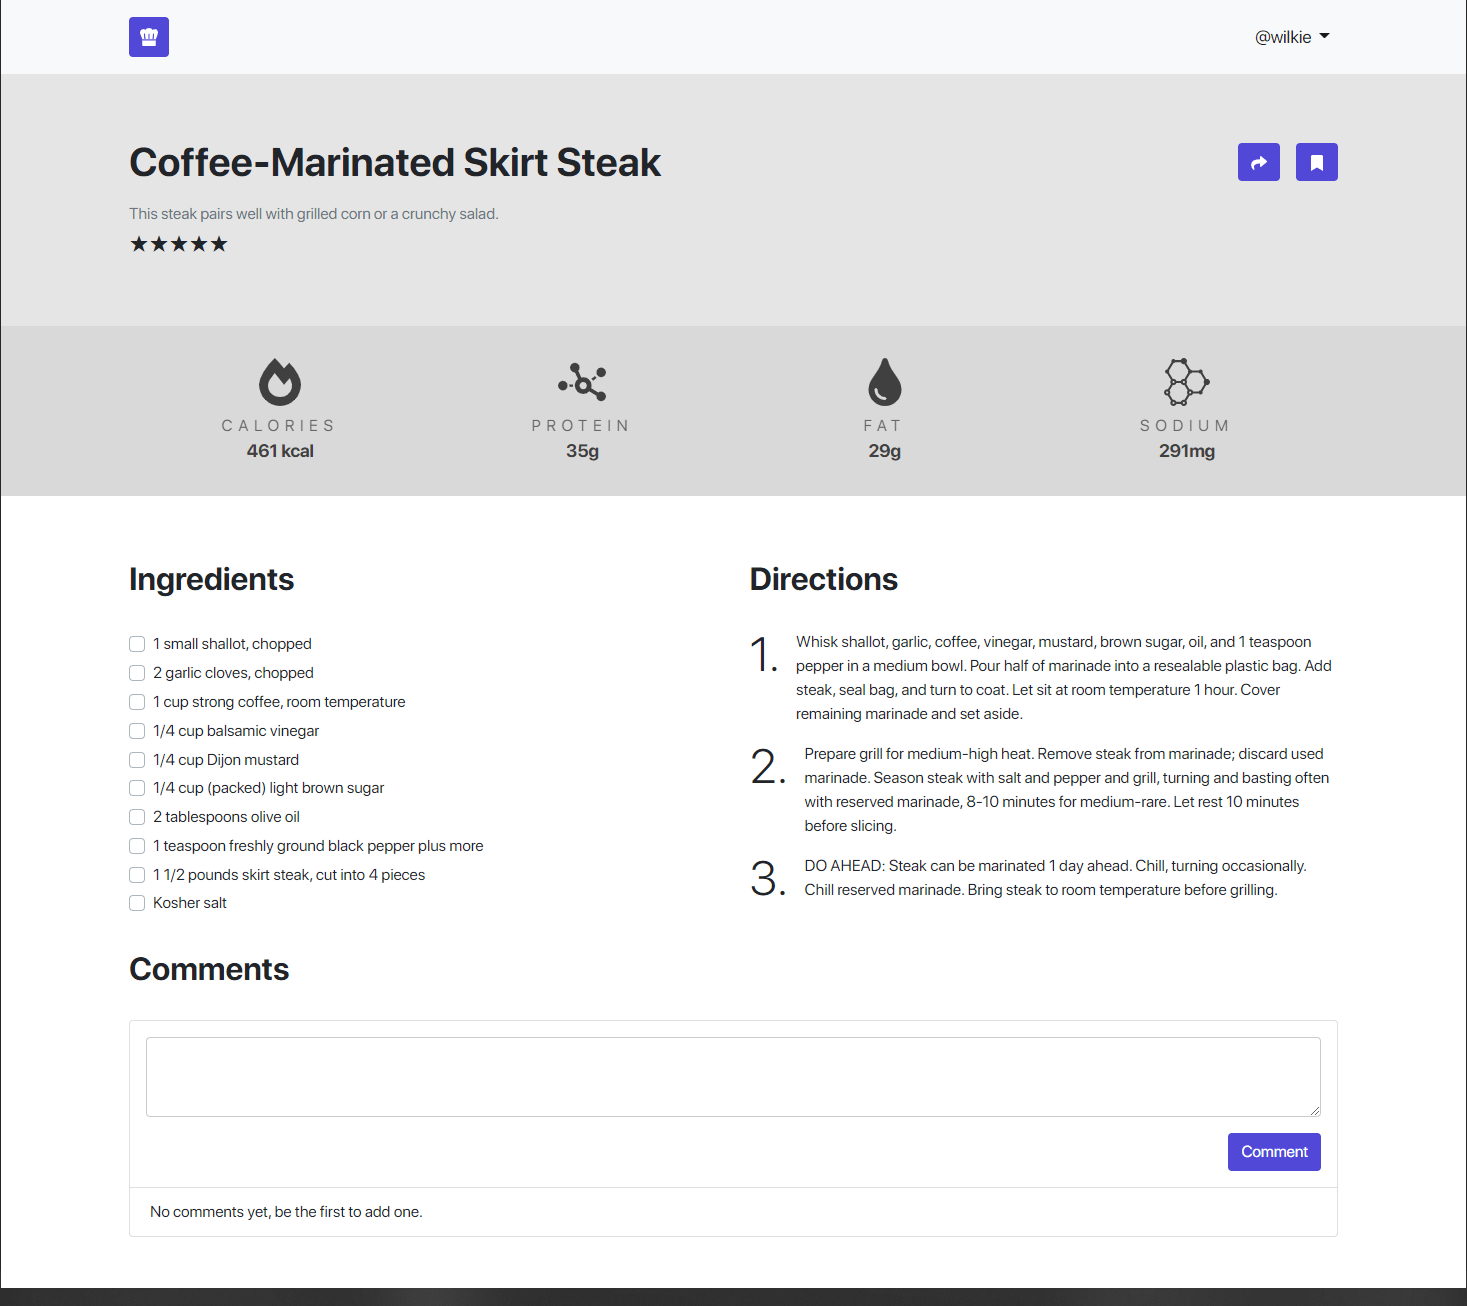 @wilkie
Coffee-Marinated Skirt Steak
This steak pairs well with grilled corn or a crunchy salad.
★★★★★
CALORIES
461 kcal
PROTEIN
35g
FAT
29g
SODIUM
291mg
Ingredients
1 small shallot, chopped
2 garlic cloves, chopped
1 cup strong coffee, room temperature
1/4 cup balsamic vinegar
1/4 cup Dijon mustard
1/4 cup (packed) light brown sugar
2 tablespoons olive oil
1 teaspoon freshly ground black pepper plus more
1 1/2 pounds skirt steak, cut into 4 pieces
Kosher salt
Directions
1. Whisk shallot, garlic, coffee, vinegar, mustard, brown sugar, oil, and 1 teaspoon
pepper in a medium bowl. Pour half of marinade into a resealable plastic bag. Add
steak, seal bag, and turn to coat. Let sit at room temperature 1 hour. Cover
remaining marinade and set aside.
2. Prepare grill for medium-high heat. Remove steak from marinade; discard used
marinade. Season steak with salt and pepper and grill, turning and basting often
with reserved marinade, 8-10 minutes for medium-rare. Let rest 10 minutes
before slicing.
3. DO AHEAD: Steak can be marinated 1 day ahead. Chill, turning occasionally.
Chill reserved marinade. Bring steak to room temperature before grilling.
Comments
Comment
No comments yet, be the first to add one.